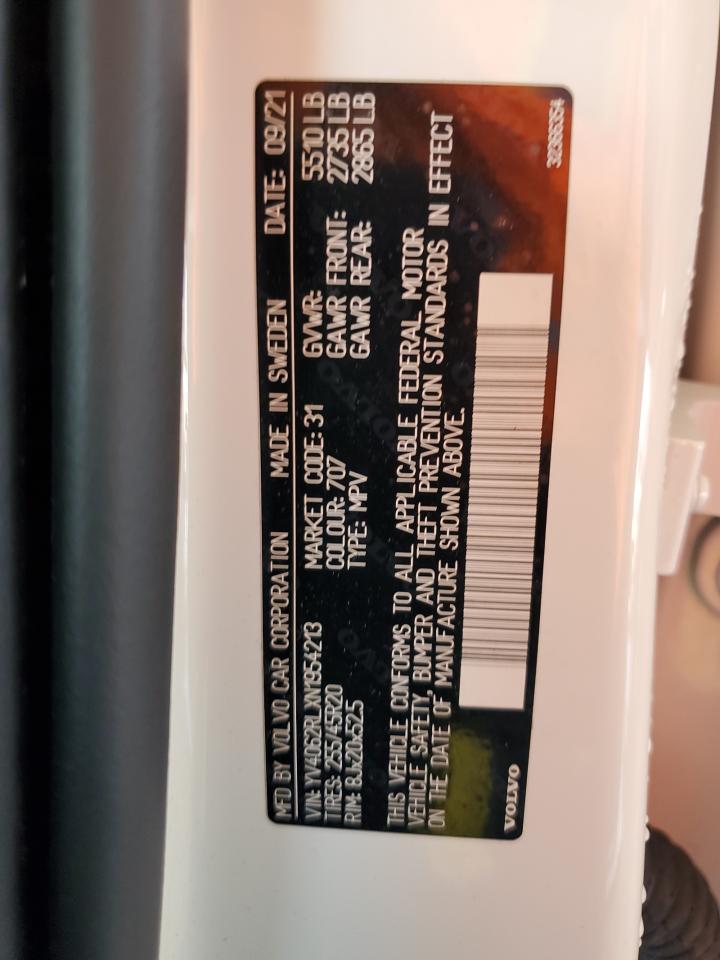 MFD BY VOLVO CAR CORPORATION MADE IN SWEDEN DATE: 09/21
VIN: YV4062RLXN1954213 MARKET CODE: 31 GVWR: 5510 LB
TIRES: 255/45R20 COLOUR: 707 GAWR FRONT: 2735 LB
RIM: 8Jx20x52.5 TYPE: MPV GAWR REAR: 2865 LB
THIS VEHICLE CONFORMS TO ALL APPLICABLE FEDERAL MOTOR
VEHICLE SAFETY, BUMPER AND THEFT PREVENTION STANDARDS IN EFFECT
ON THE DATE OF MANUFACTURE SHOWN ABOVE.
VOLVO
32366354